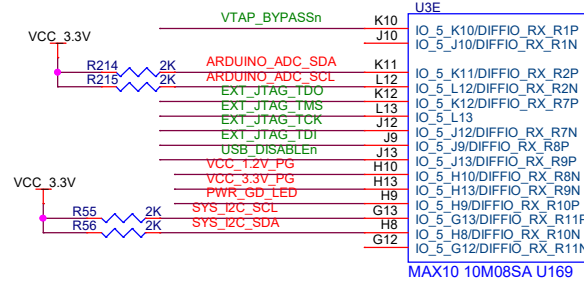 U3E
VTAP_BYPASSn K10 IO_5_K10/DIFFIO_RX_R1P
J10 IO_5_J10/DIFFIO_RX_R1N
VCC_3.3V
R214 2K ARDUINO_ADC_SDA K11 IO_5_K11/DIFFIO_RX_R2P
R215 2K ARDUINO_ADC_SCL L12 IO_5_L12/DIFFIO_RX_R2N
EXT_JTAG_TDO K12 IO_5_K12/DIFFIO_RX_R7P
EXT_JTAG_TMS L13 IO_5_L13
EXT_JTAG_TCK J12 IO_5_J12/DIFFIO_RX_R7N
EXT_JTAG_TDI J9 IO_5_J9/DIFFIO_RX_R8P
USB_DISABLEn J13 IO_5_J13/DIFFIO_RX_R9P
VCC_1.2V_PG H10 IO_5_H10/DIFFIO_RX_R8N
VCC_3.3V VCC_3.3V_PG H13 IO_5_H13/DIFFIO_RX_R9N
PWR_GD_LED H9 IO_5_H9/DIFFIO_RX_R10P
R55 2K SYS_I2C_SCL G13 IO_5_G13/DIFFIO_RX_R11P
R56 2K SYS_I2C_SDA H8 IO_5_H8/DIFFIO_RX_R10N
G12 IO_5_G12/DIFFIO_RX_R11N
MAX10 10M08SA U169